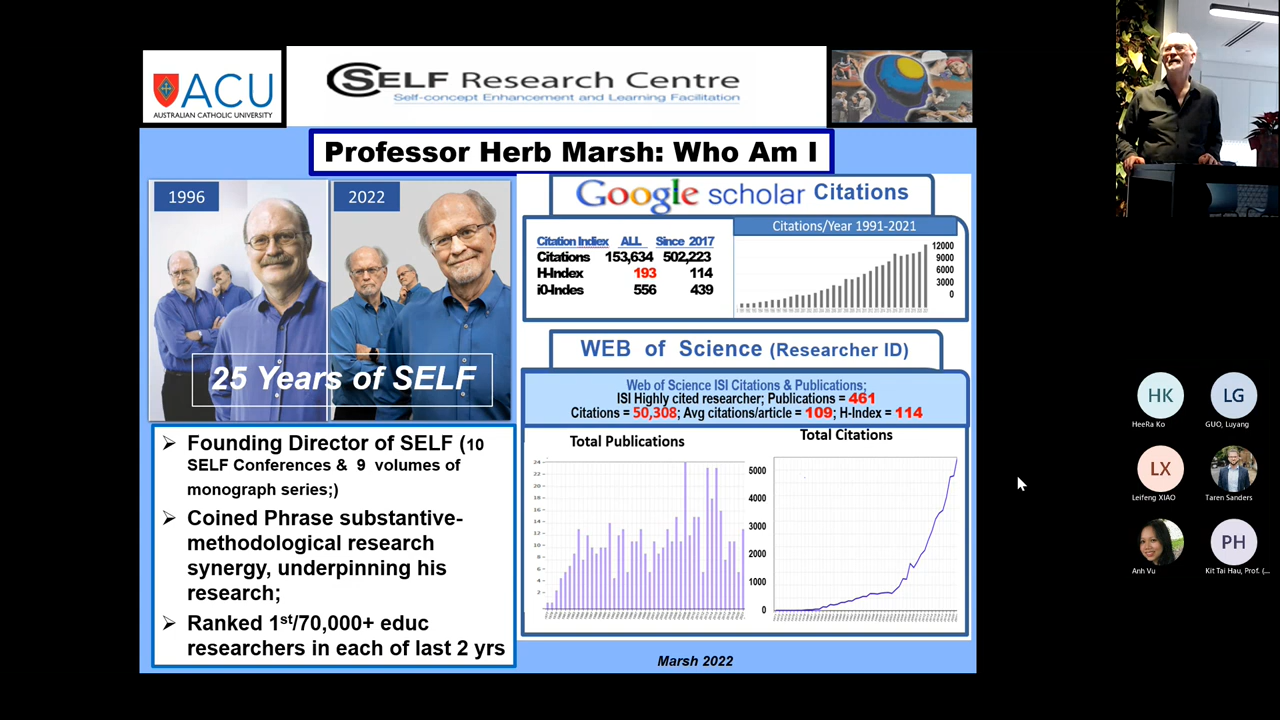 ACU
AUSTRALIAN CATHOLIC UNIVERSITY
SELF Research Centre
Self-concept Enhancement and Learning Facilitation
Professor Herb Marsh: Who Am I
1996
2022
25 Years of SELF
Founding Director of SELF (10
SELF Conferences & 9 volumes of
monograph series;)
Coined Phrase substantive-
methodological research
synergy, underpinning his
research;
Ranked 1st/70,000+ educ
researchers in each of last 2 yrs
Google scholar Citations
Citation Indiex ALL Since 2017
Citations 153,634 502,223
H-Index 193 114
i0-Indes 556 439
Citations/Year 1991-2021
12000
9000
6000
3000
0
WEB of Science (Researcher ID)
Web of Science ISI Citations & Publications;
ISI Highly cited researcher; Publications = 461
Citations = 50,308; Avg citations/article = 109; H-Index = 114
Total Publications
24
22
20
18
16
14
12
10
8
6
4
2
Total Citations
5000
4000
3000
2000
1000
0
Marsh 2022
HK
HeeRa Ko
LG
GUO, Luyang
LX
Leifeng XIAO
Taren Sanders
Anh Vu
PH
Kit Tai Hau, Prof. (...